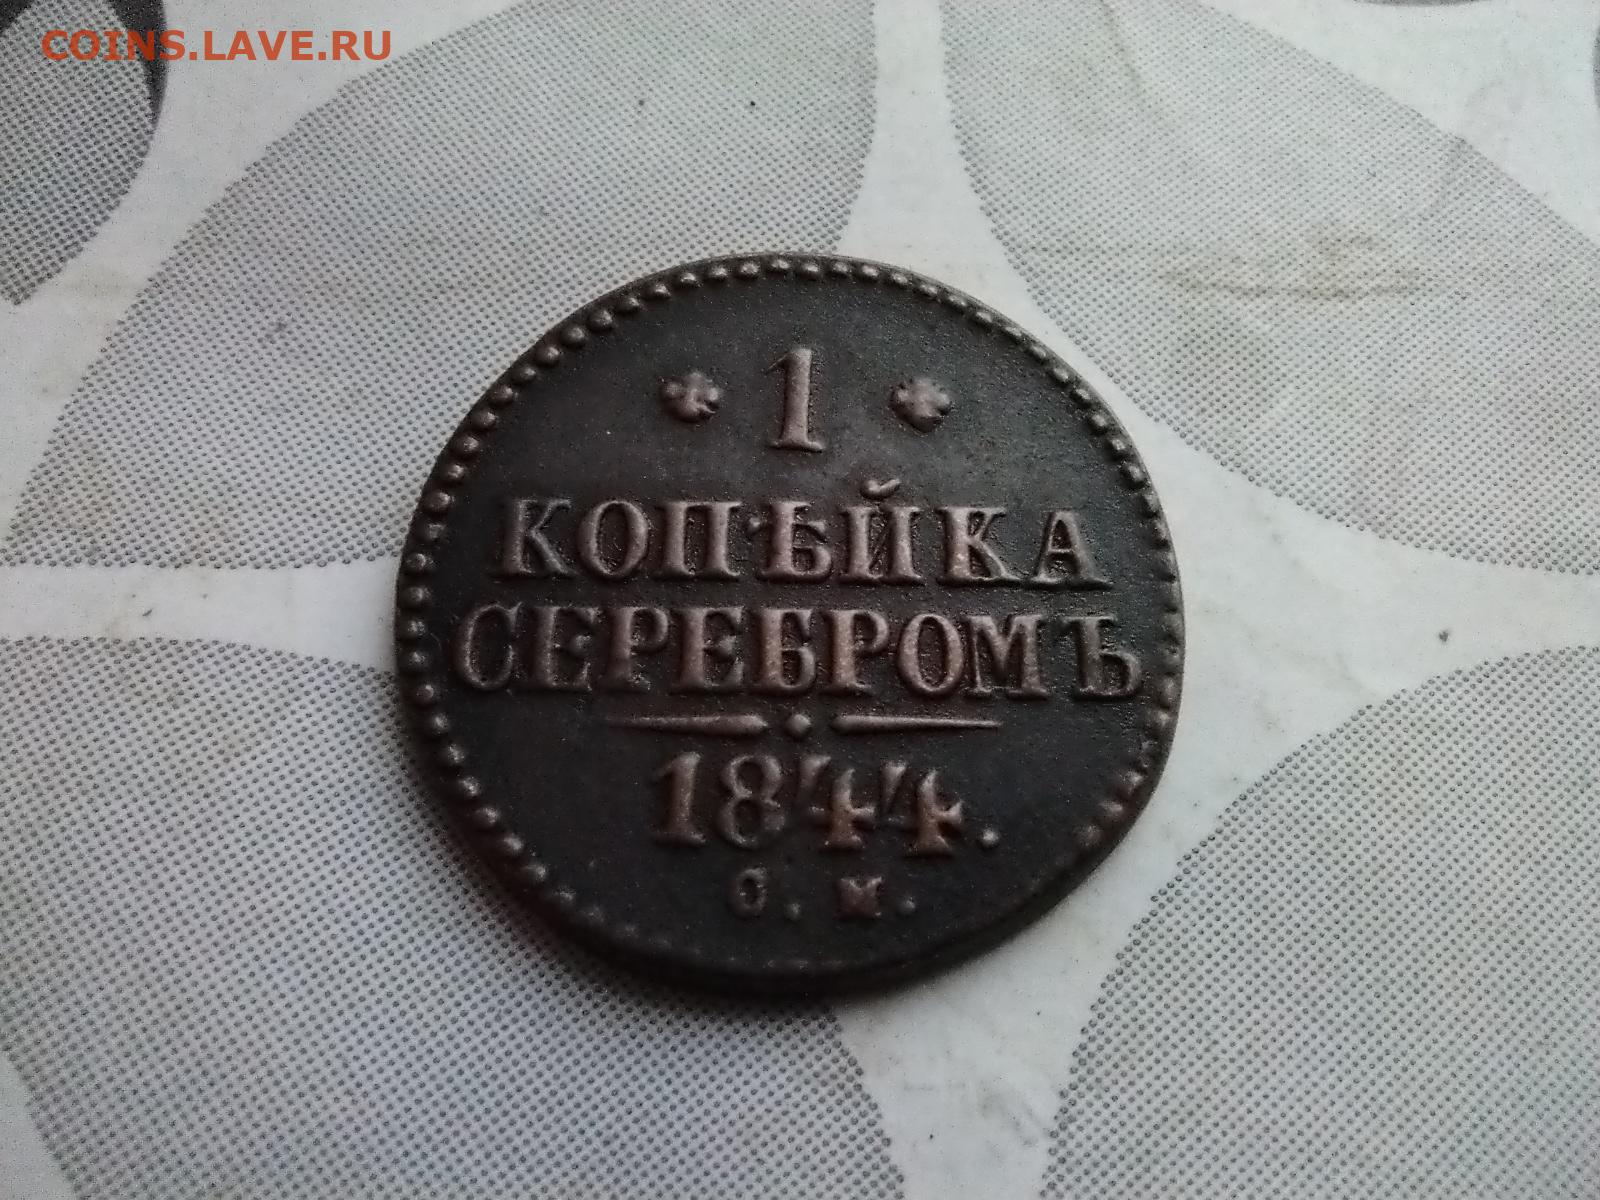 COINS.LAVE.RU
1
КОПѢЙКА
СЕРЕБРОМЪ
1844.
С. М.